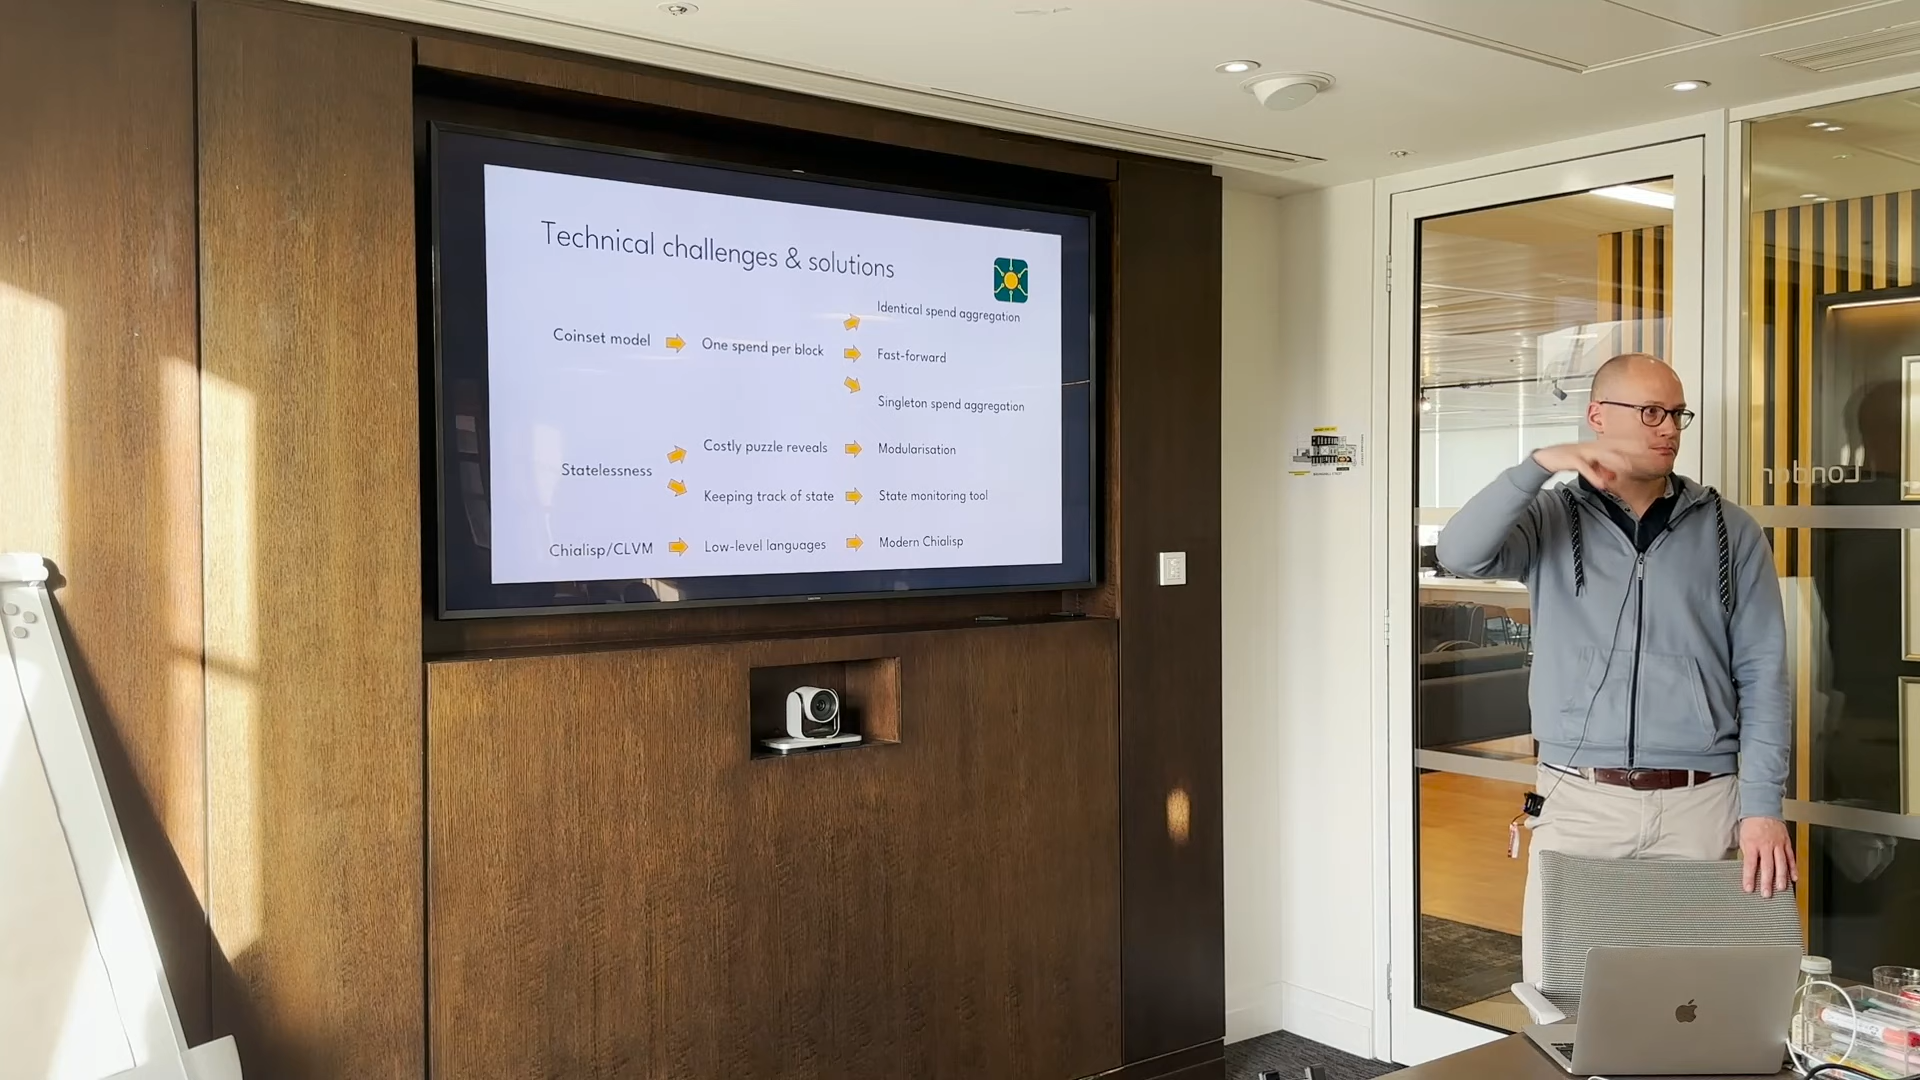 Technical challenges & solutions
Identical spend aggregation
Coinset model
One spend per block
Fast-forward
Singleton spend aggregation
Costly puzzle reveals
Modularisation
Statelessness
Keeping track of state
State monitoring tool
Chialisp/CLVM
Low-level languages
Modern Chialisp
London